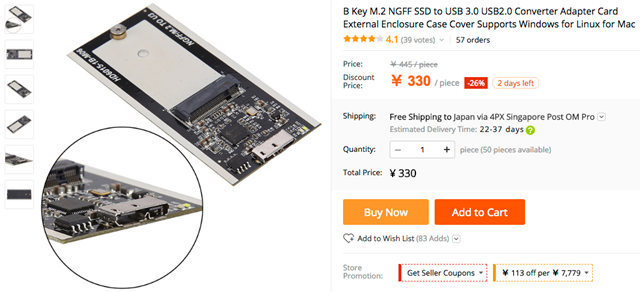 B Key M.2 NGFF SSD to USB 3.0 USB2.0 Converter Adapter Card
External Enclosure Case Cover Supports Windows for Linux for Mac
4.1 (39 votes) 57 orders
Price: ¥ 445 / piece
Discount
Price: ¥ 330 / piece -26% 2 days left
Shipping: Free Shipping to Japan via 4PX Singapore Post OM Pro
Estimated Delivery Time: 22-37 days ?
Quantity: – 1 + piece (50 pieces available)
Total Price: ¥ 330
Buy Now Add to Cart
Add to Wish List (83 Adds)
Store
Promotion: Get Seller Coupons ¥ 113 off per ¥ 7,779
NGFF(M.2) TO U3